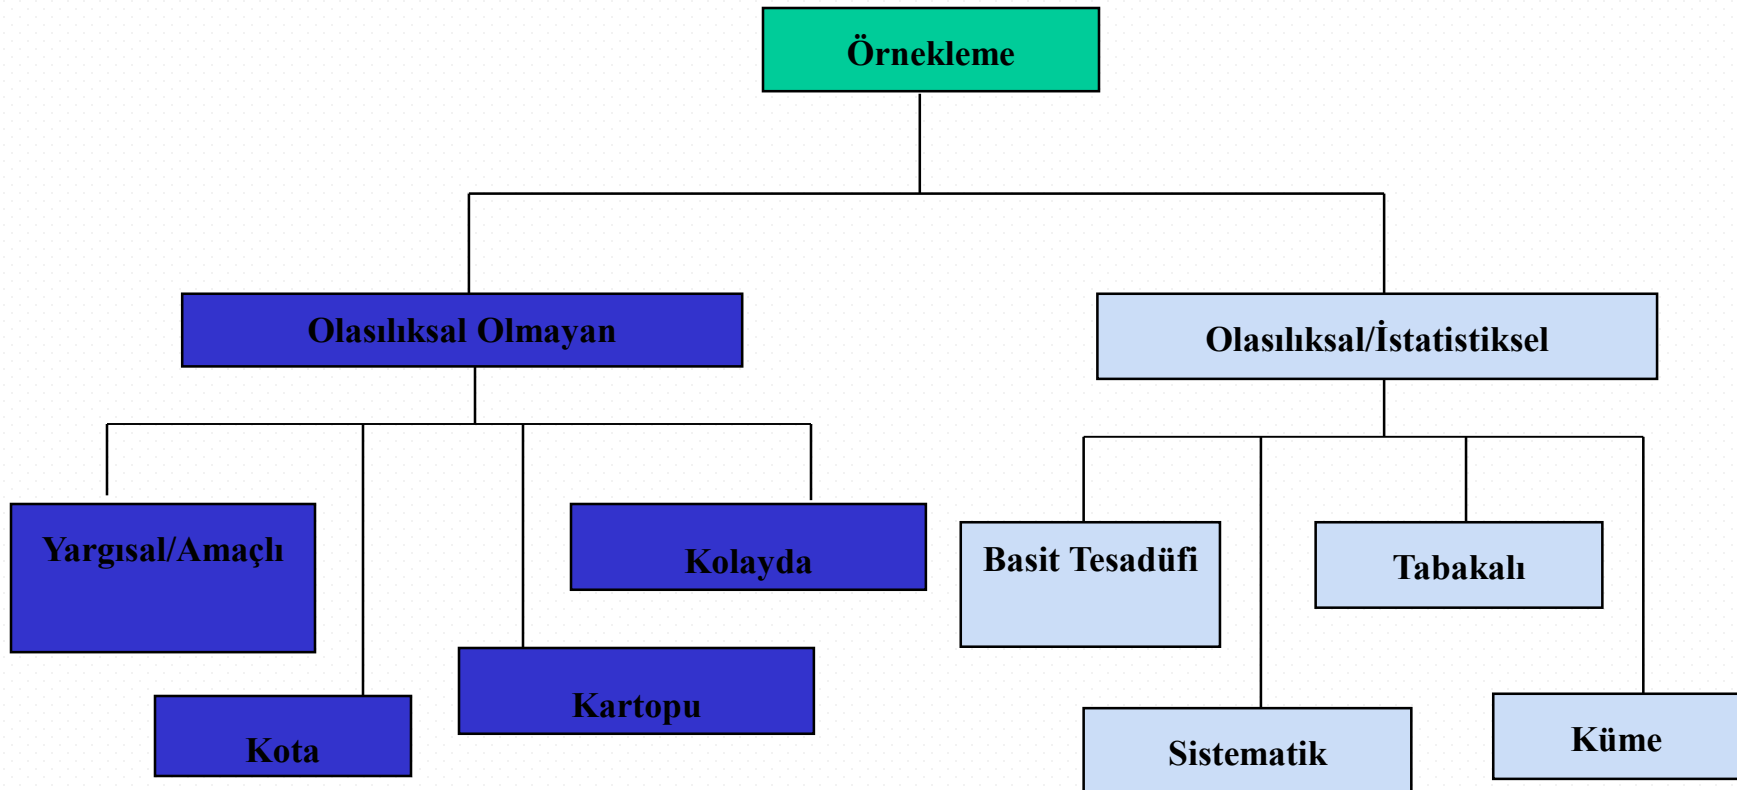 Örnekleme
Olasılıksal Olmayan
Olasılıksal/İstatistiksel
Yargısal/Amaçlı
Kolayda
Basit Tesadüfi
Tabakalı
Kota
Kartopu
Sistematik
Küme